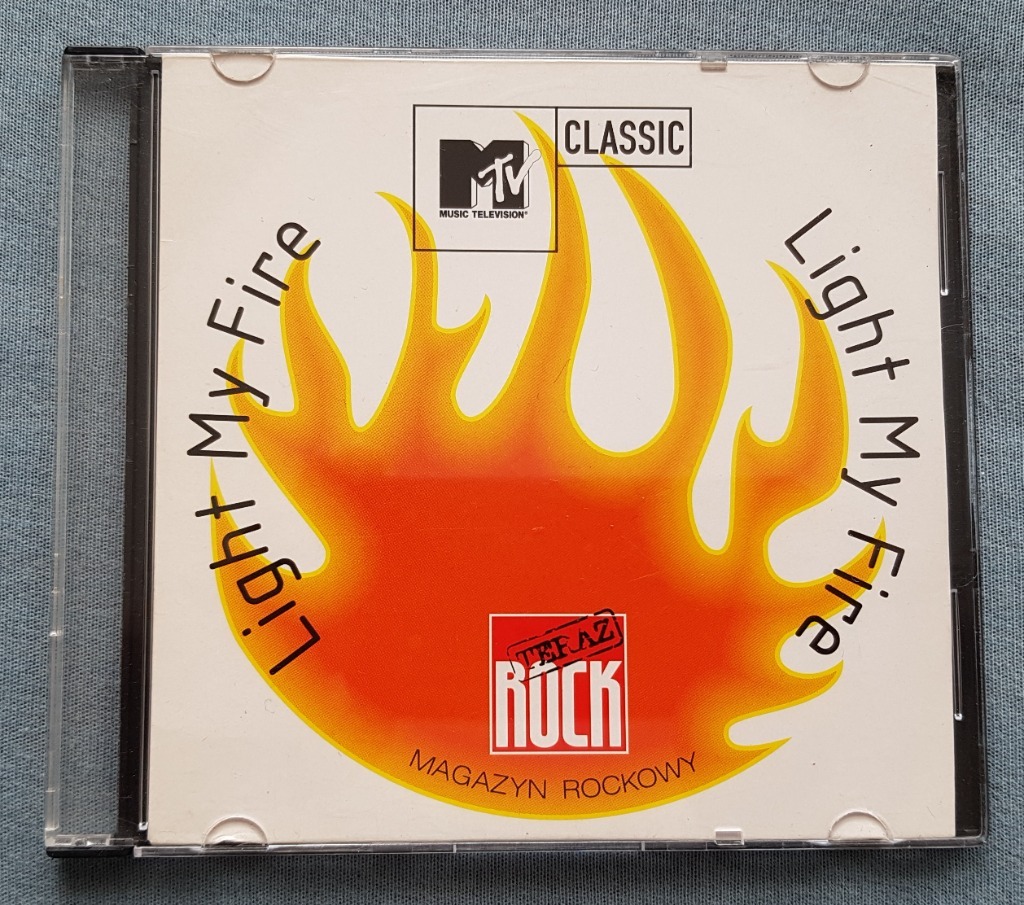 MTV
MUSIC TELEVISION®
CLASSIC
Light My Fire
Light My Fire
TERAZ
ROCK
MAGAZYN ROCKOWY